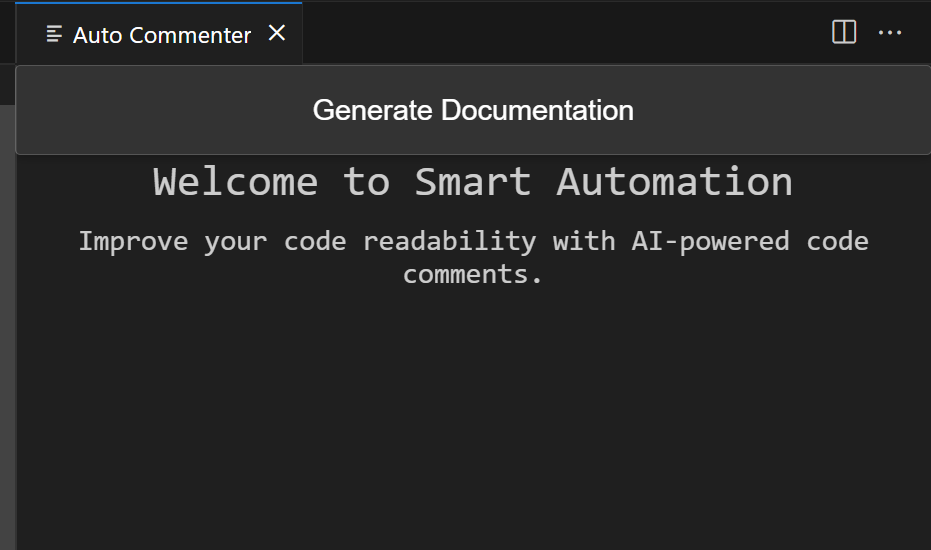 Auto Commenter
Generate Documentation
Welcome to Smart Automation
Improve your code readability with AI-powered code
comments.